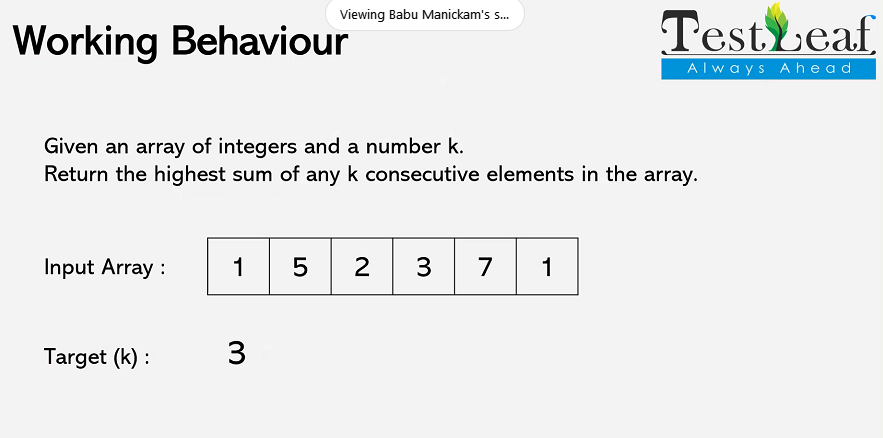 Viewing Babu Manickam's s...
Working Behaviour
TestLeaf
Always Ahead
Given an array of integers and a number k.
Return the highest sum of any k consecutive elements in the array.
Input Array : 1 5 2 3 7 1
Target (k) : 3